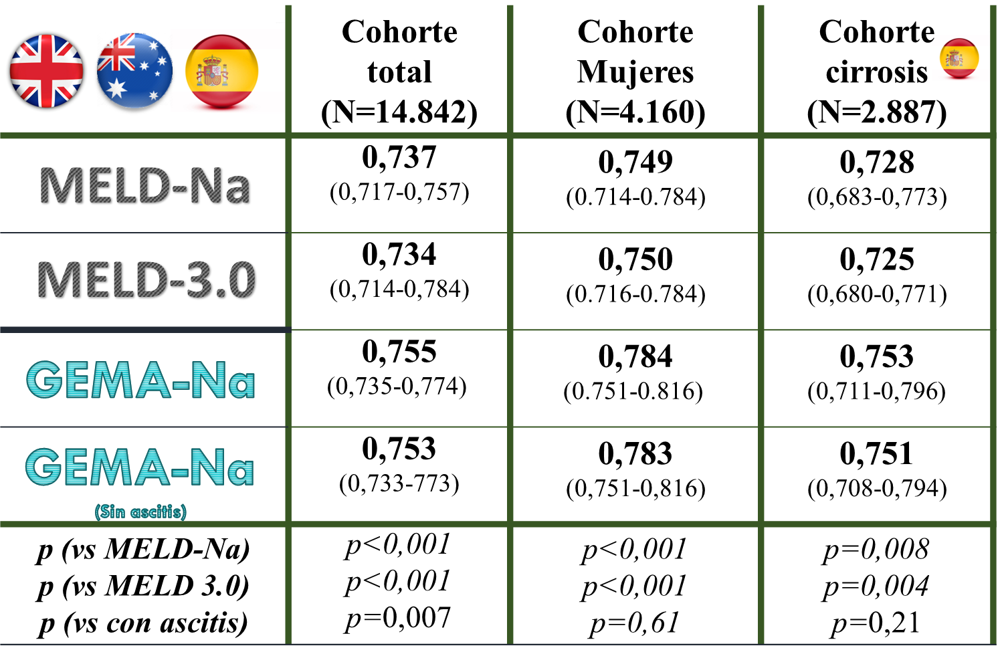 Cohorte
total
(N=14.842)
Cohorte
Mujeres
(N=4.160)
Cohorte
cirrosis
(N=2.887)
MELD-Na
0,737
(0,717-0,757)
0,749
(0.714-0.784)
0,728
(0,683-0,773)
MELD-3.0
0,734
(0,714-0,784)
0,750
(0.716-0.784)
0,725
(0,680-0,771)
GEMA-Na
0,755
(0,735-0,774)
0,784
(0.751-0.816)
0,753
(0,711-0,796)
GEMA-Na
(Sin ascitis)
0,753
(0,733-773)
0,783
(0,751-0,816)
0,751
(0,708-0,794)
p (vs MELD-Na)
p<0,001
p<0,001
p=0,008
p (vs MELD 3.0)
p<0,001
p<0,001
p=0,004
p (vs con ascitis)
p=0,007
p=0,61
p=0,21